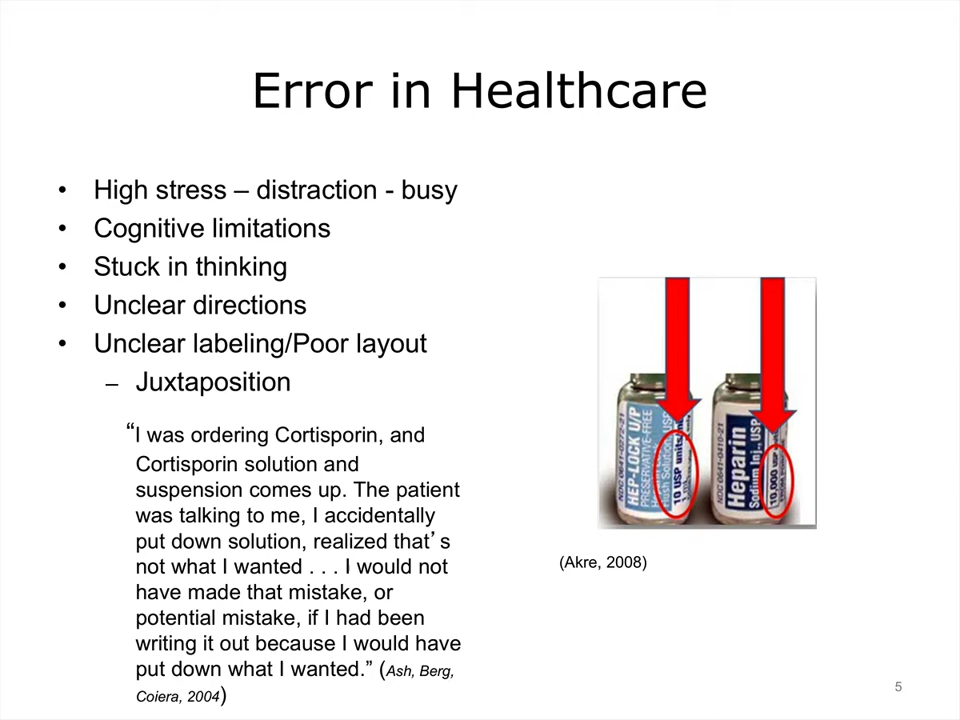 Error in Healthcare
• High stress – distraction - busy
• Cognitive limitations
• Stuck in thinking
• Unclear directions
• Unclear labeling/Poor layout
– Juxtaposition
“I was ordering Cortisporin, and
Cortisporin solution and
suspension comes up. The patient
was talking to me, I accidentally
put down solution, realized that’s
not what I wanted . . . I would not
have made that mistake, or
potential mistake, if I had been
writing it out because I would have
put down what I wanted.” (Ash, Berg,
Coiera, 2004)
NDC 0641-0272-21
HEP-LOCK U/P
PRESERVATIVE-FREE
Flush Solution, USP
10 USP units
NDC 0641-0410-21
Heparin
Sodium Inj., USP
10,000 USP
(Akre, 2008)
5